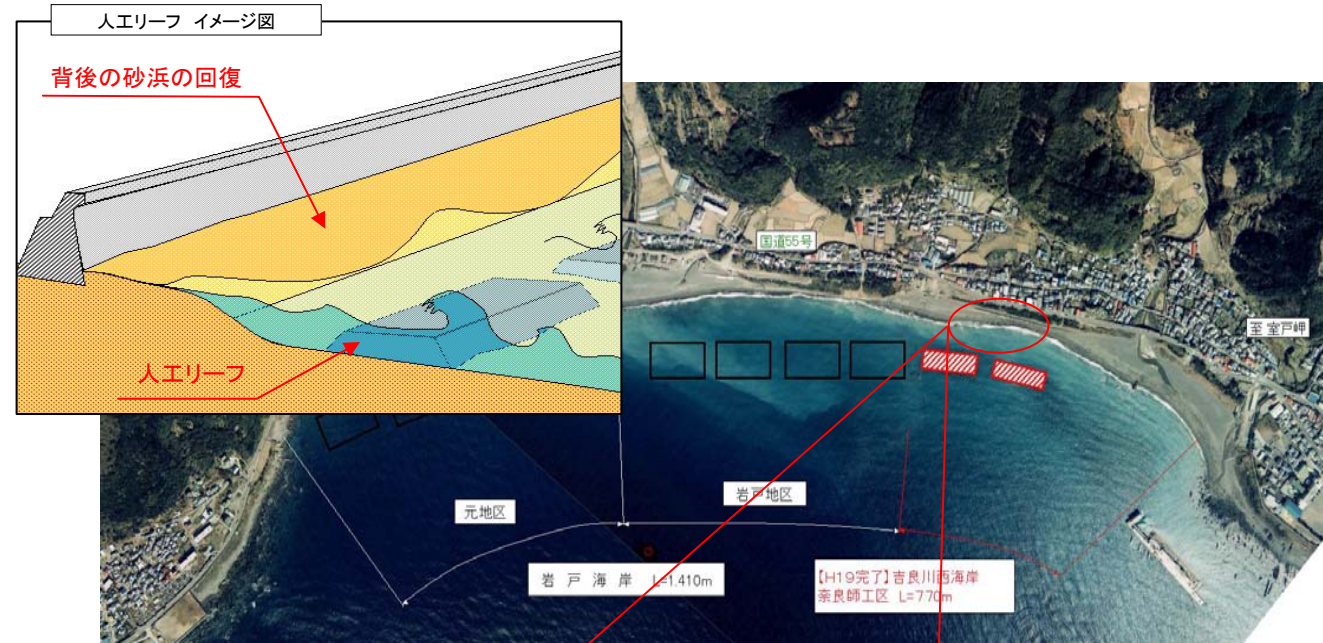 人工リーフ イメージ図
背後の砂浜の回復
人工リーフ
国道55号
至 室戸岬
元地区
岩戸地区
岩 戸 海 岸 L=1.410m
【H19完了】吉良川西海岸
奈良師工区 L=770m